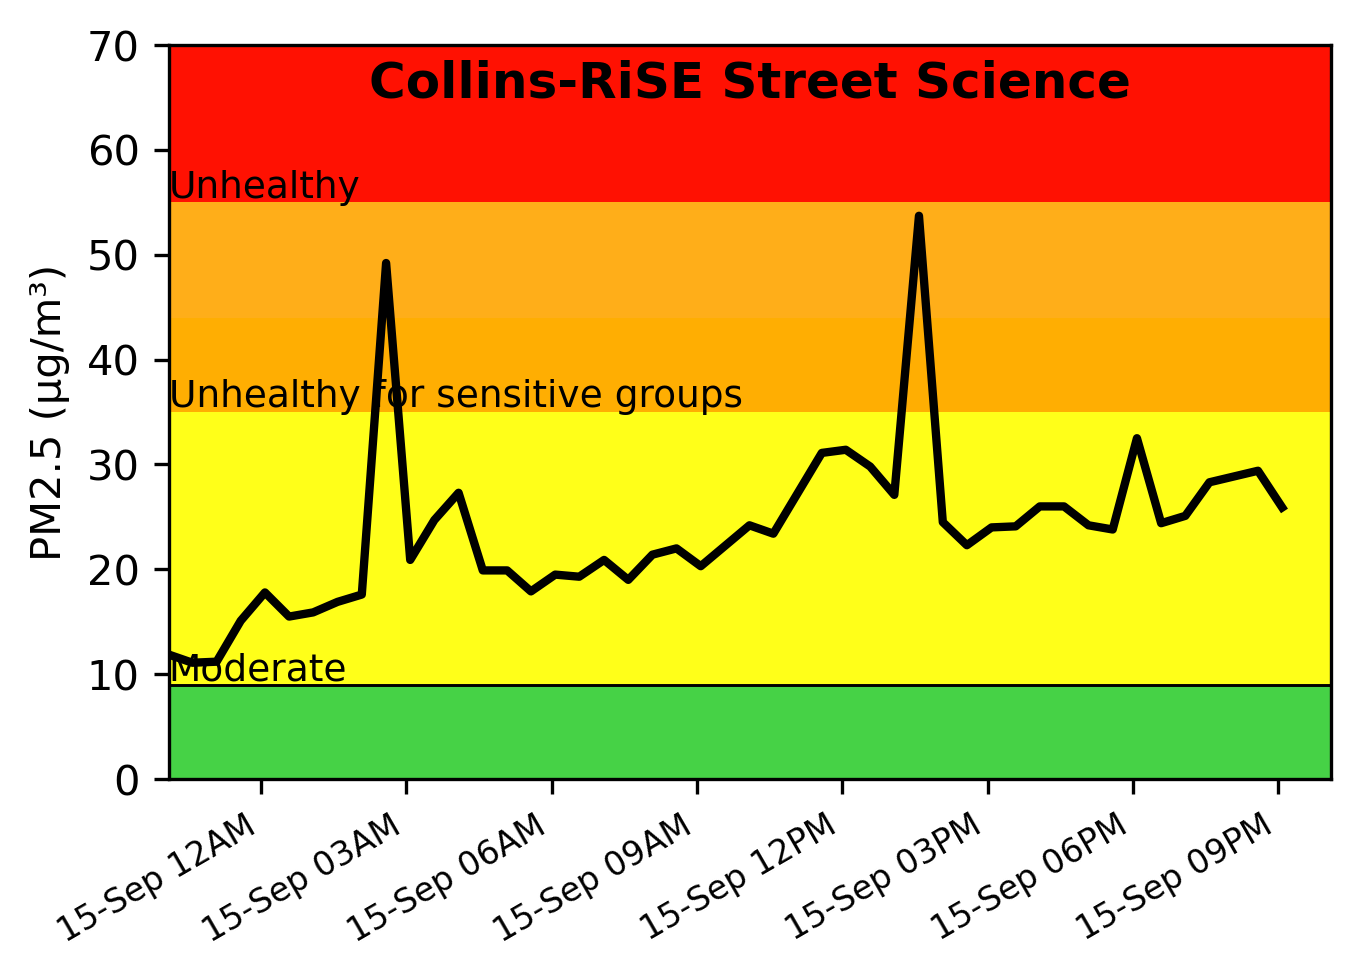 Collins-RiSE Street Science
70
60
50
40
30
20
10
0
PM2.5 (µg/m³)
Unhealthy
Unhealthy for sensitive groups
Moderate
15-Sep 12AM
15-Sep 03AM
15-Sep 06AM
15-Sep 09AM
15-Sep 12PM
15-Sep 03PM
15-Sep 06PM
15-Sep 09PM